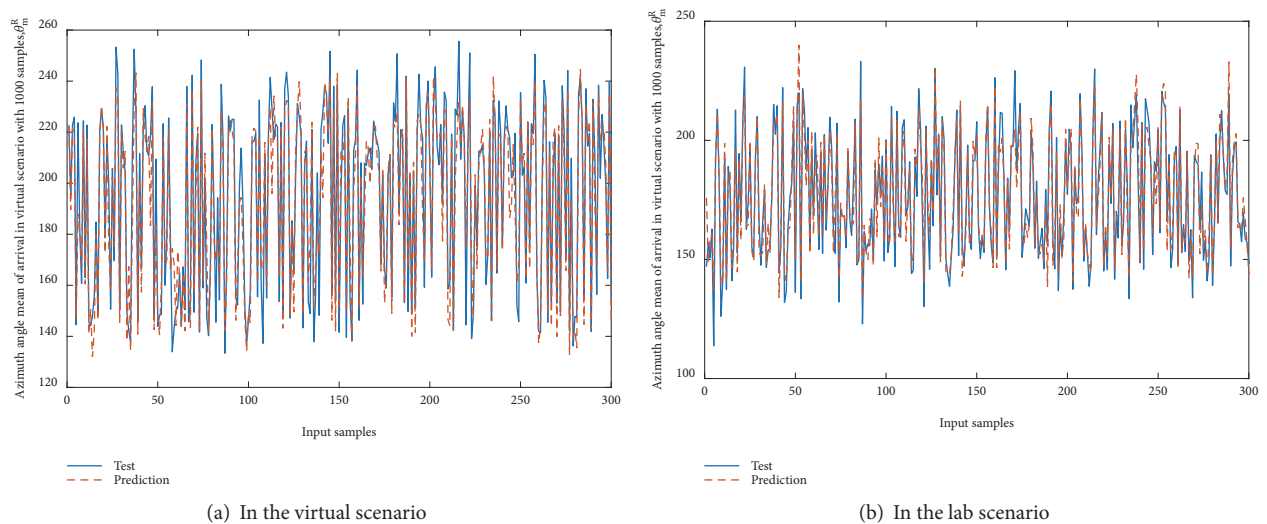 Azimuth angle mean of arrival in virtual scenario with 1000 samples,θ_m^R
260
240
220
200
180
160
140
120
0
50
100
150
200
250
300
Input samples
Test
Prediction
(a) In the virtual scenario
Azimuth angle mean of arrival in virtual scenario with 1000 samples,θ_m^R
250
200
150
100
0
50
100
150
200
250
300
Input samples
Test
Prediction
(b) In the lab scenario